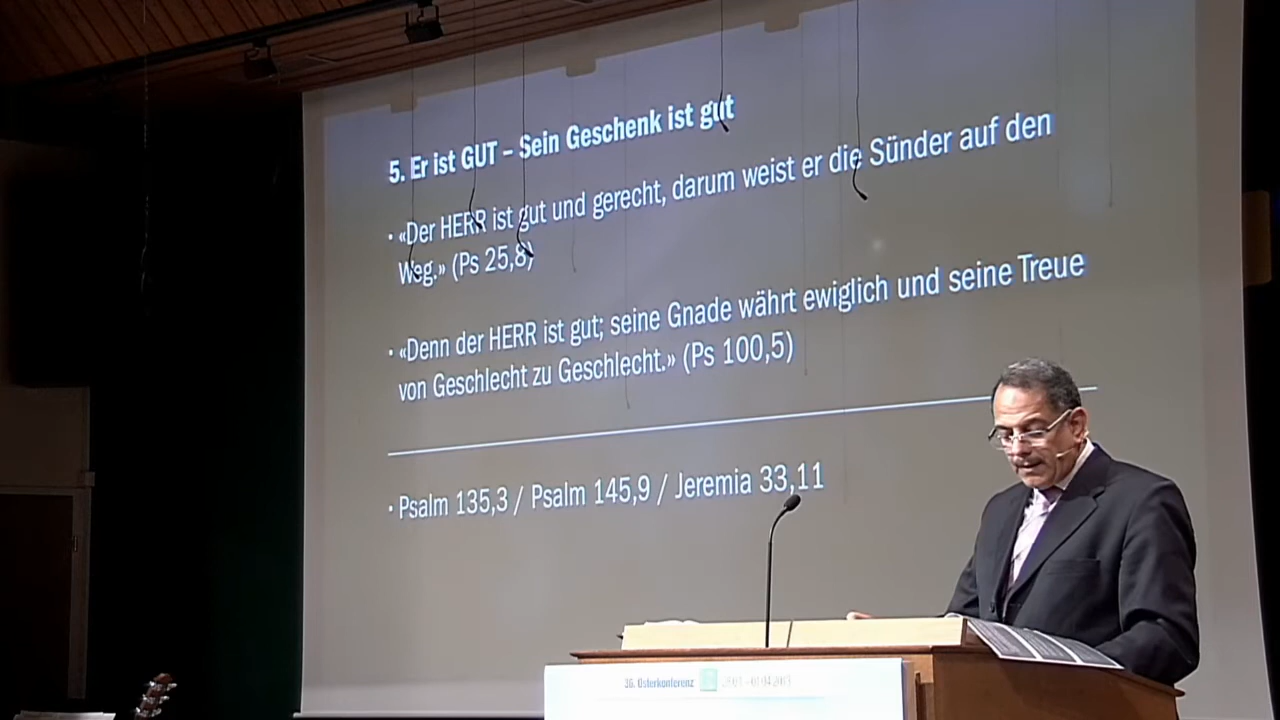 5. Er ist GUT – Sein Geschenk ist gut
• «Der HERR ist gut und gerecht, darum weist er die Sünder auf den
Weg.» (Ps 25,8)
• «Denn der HERR ist gut; seine Gnade währt ewiglich und seine Treue
von Geschlecht zu Geschlecht.» (Ps 100,5)
• Psalm 135,3 / Psalm 145,9 / Jeremia 33,11
36. Osterkonferenz